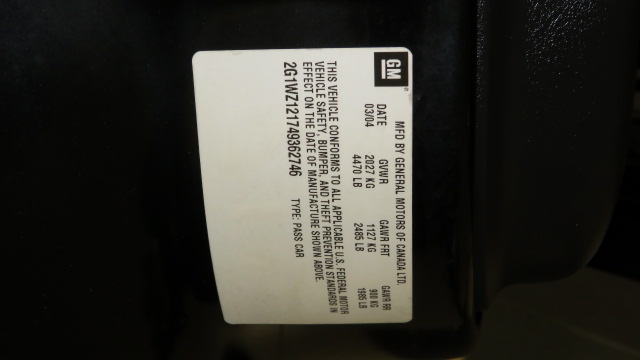 GM
MFD BY GENERAL MOTORS OF CANADA LTD.
DATE GVWR GAWR FRT GAWR RR
03/04 2027 KG 1127 KG 900 KG
4470 LB 2485 LB 1985 LB
THIS VEHICLE CONFORMS TO ALL APPLICABLE U.S. FEDERAL MOTOR
VEHICLE SAFETY, BUMPER, AND THEFT PREVENTION STANDARDS IN
EFFECT ON THE DATE OF MANUFACTURE SHOWN ABOVE.
2G1WZ121749362746 TYPE: PASS CAR